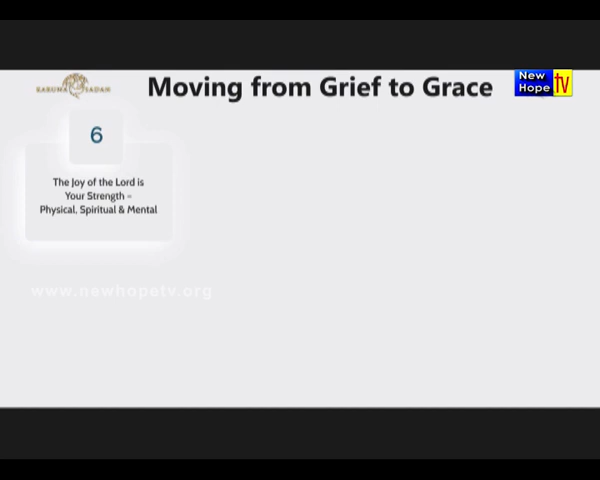 KARUNA SADAN
Moving from Grief to Grace
New
Hope TV
6
The Joy of the Lord is
Your Strength –
Physical, Spiritual & Mental
www.newhopetv.org